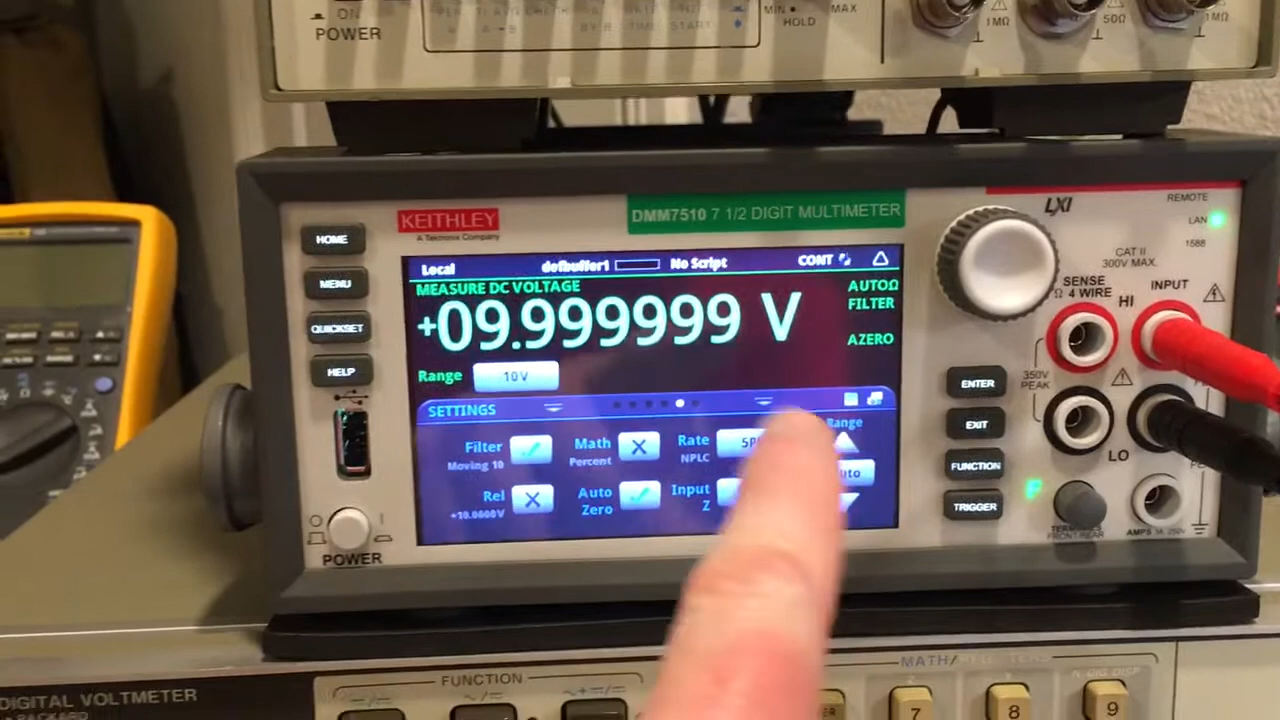 ON
POWER
MIN
MAX
HOLD
1MΩ
50Ω
1MΩ
KEITHLEY
A Tektronix Company
DMM7510 7 1/2 DIGIT MULTIMETER
LXI
REMOTE
LAN
1588
HOME
MENU
QUICKSET
HELP
POWER
Local
defbuffer1
No Script
CONT
MEASURE DC VOLTAGE
+09.999999 V
AUTOΩ
FILTER
AZERO
Range
10V
SETTINGS
Filter
Moving 10
Math
Percent
Rate
NPLC
Range
Rel
Auto
Zero
Input
Z
CAT II
300V MAX.
SENSE
Ω 4 WIRE
INPUT
HI
350V
PEAK
LO
ENTER
EXIT
FUNCTION
TRIGGER
TERMINALS
FRONT/REAR
AMPS
DIGITAL VOLTMETER
FUNCTION
7
8
9